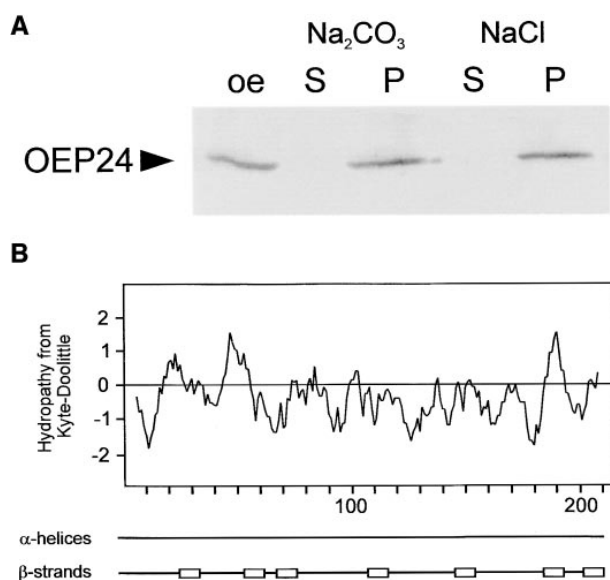 A
Na₂CO₃ NaCl
oe S P S P
OEP24
B
Hydropathy from
Kyte-Doolittle
2
1
0
-1
-2
100 200
α-helices
β-strands